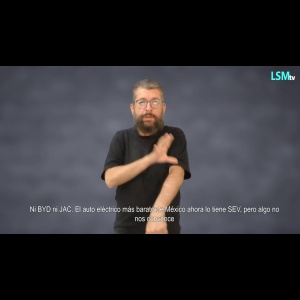 LSMtv
Ni BYD ni JAC. El auto eléctrico más barato de México ahora lo tiene SEV, pero algo no
nos convence